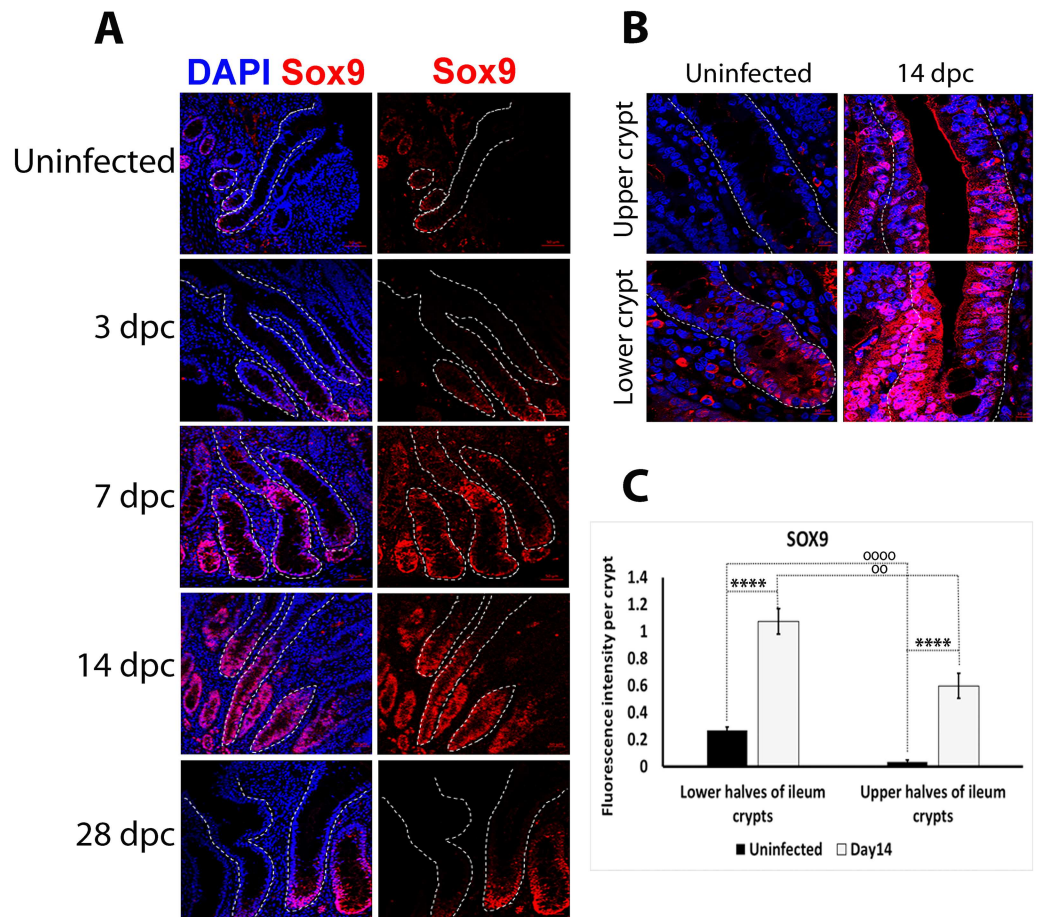 A
DAPI Sox9
Sox9
Uninfected
3 dpc
7 dpc
14 dpc
28 dpc
B
Uninfected
14 dpc
Upper crypt
Lower crypt
C
SOX9
Fluorescence intensity per crypt
1.4
1.2
1
0.8
0.6
0.4
0.2
0
****
oooo
oo
****
Lower halves of ileum
crypts
Upper halves of ileum
crypts
Uninfected
Day14